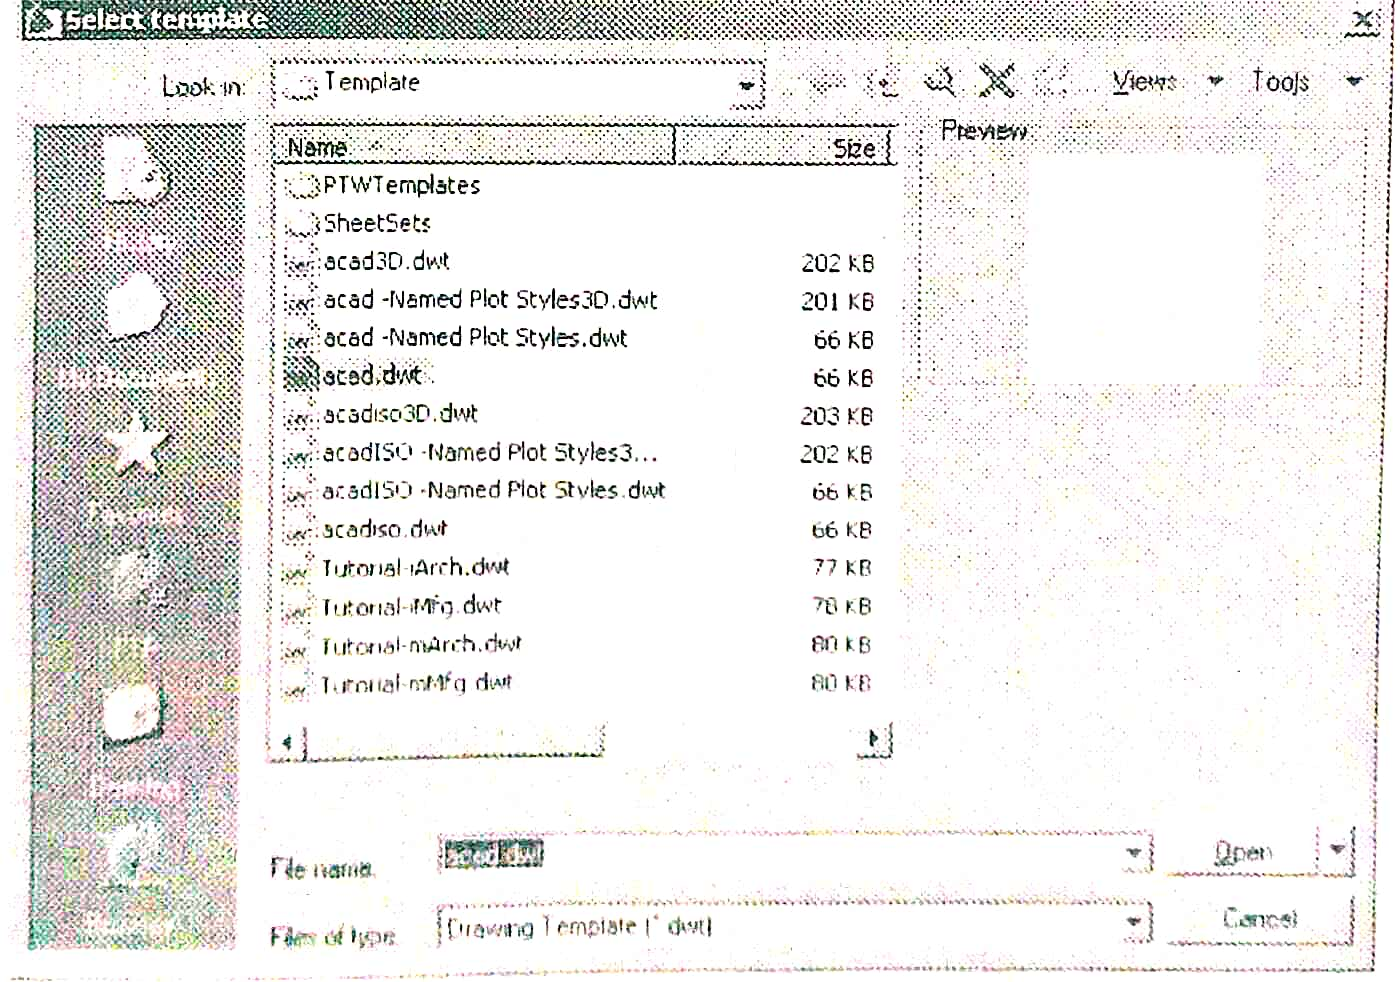 Select template
Look in: Template Views Tools
Name Size Preview
PTWTemplates
SheetSets
acad3D.dwt 202 KB
acad -Named Plot Styles3D.dwt 201 KB
acad -Named Plot Styles.dwt 66 KB
acad.dwt 66 KB
acadiso3D.dwt 203 KB
acadISO -Named Plot Styles3... 202 KB
acadISO -Named Plot Styles.dwt 66 KB
acadiso.dwt 66 KB
Tutorial-iArch.dwt 77 KB
Tutorial-iMfg.dwt 78 KB
Tutorial-mArch.dwt 80 KB
Tutorial-mMfg.dwt 80 KB
File name: acad.dwt Open
Files of type: Drawing Template (*.dwt) Cancel